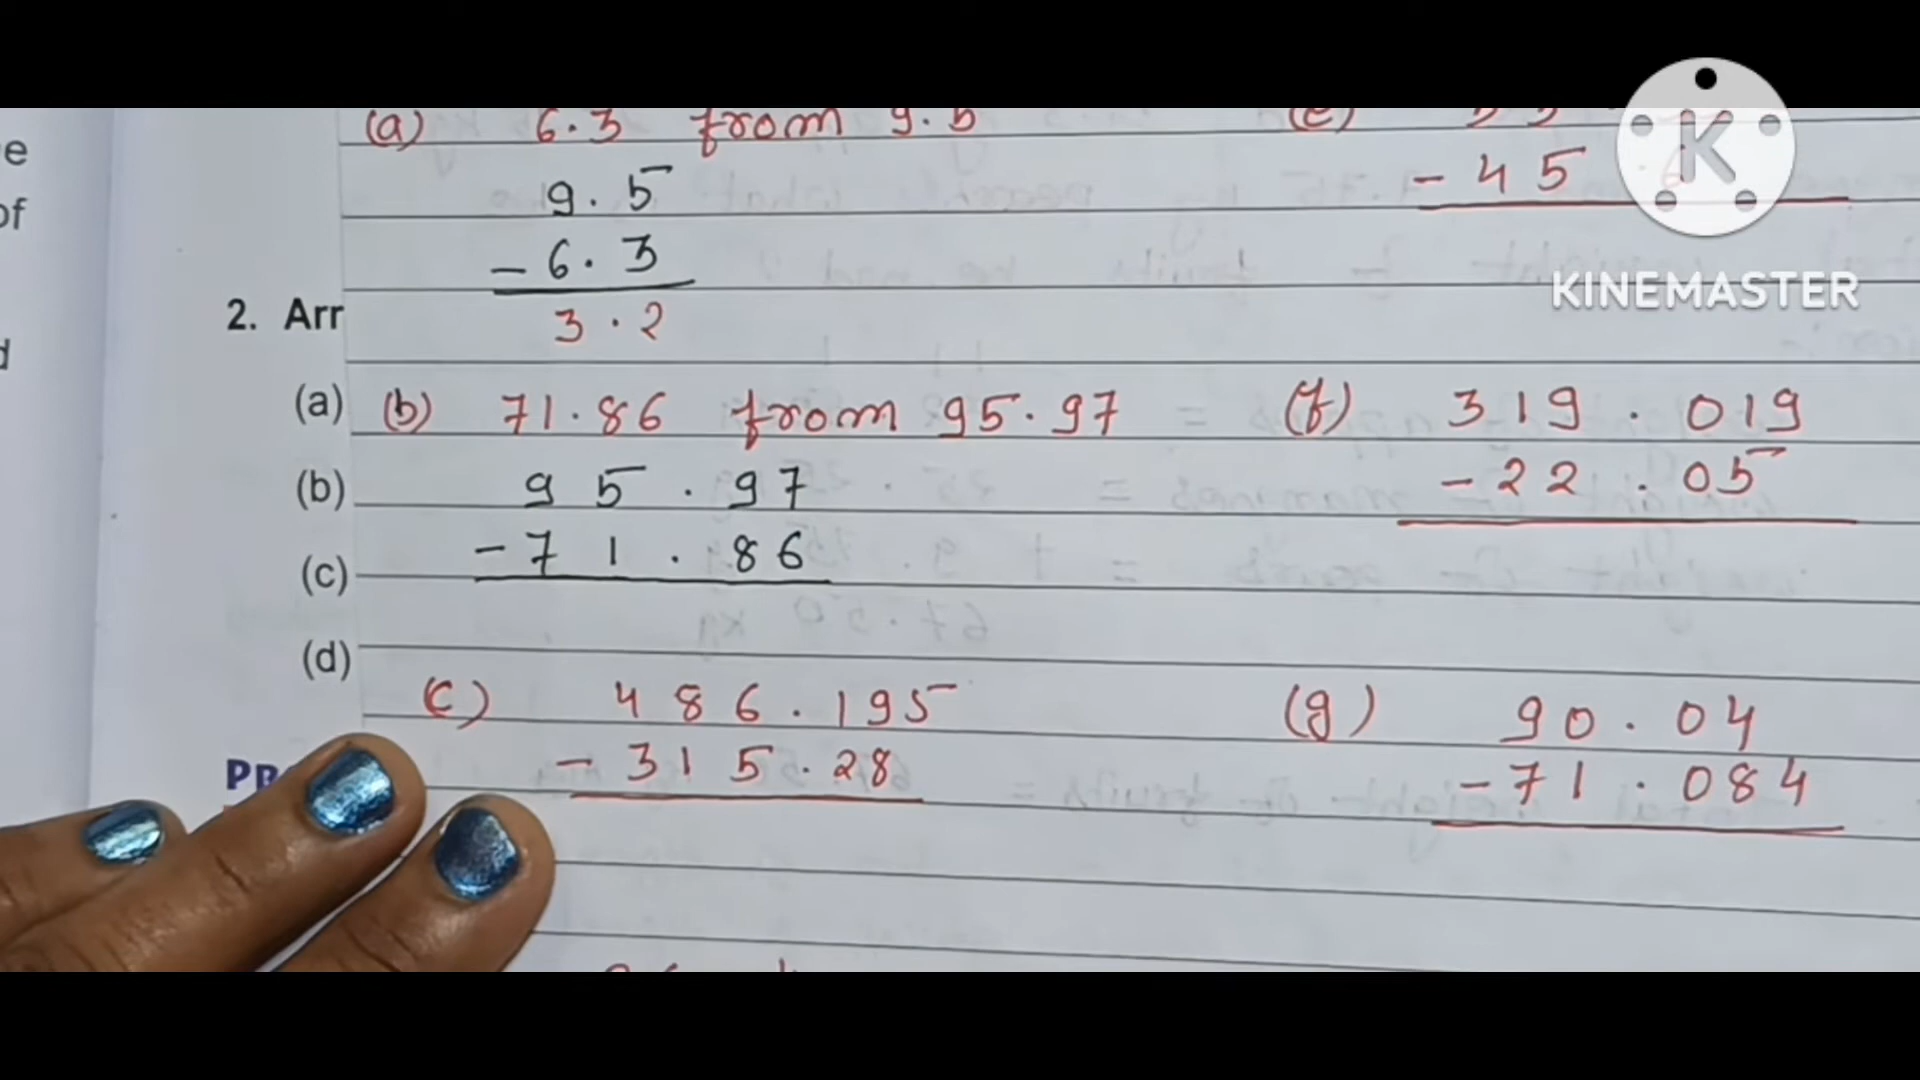 e
of
d
(a) 6.3 from 9.5
9.5
- 6.3
3.2
2. Arr
(a)
(b)
(c)
(d)
(b) 71.86 from 95.97
95.97
- 71.86
(c) 486.195
- 315.28
(e)
- 45
(f) 319.019
- 22.05
(g) 90.04
- 71.084
K
KINEMASTER